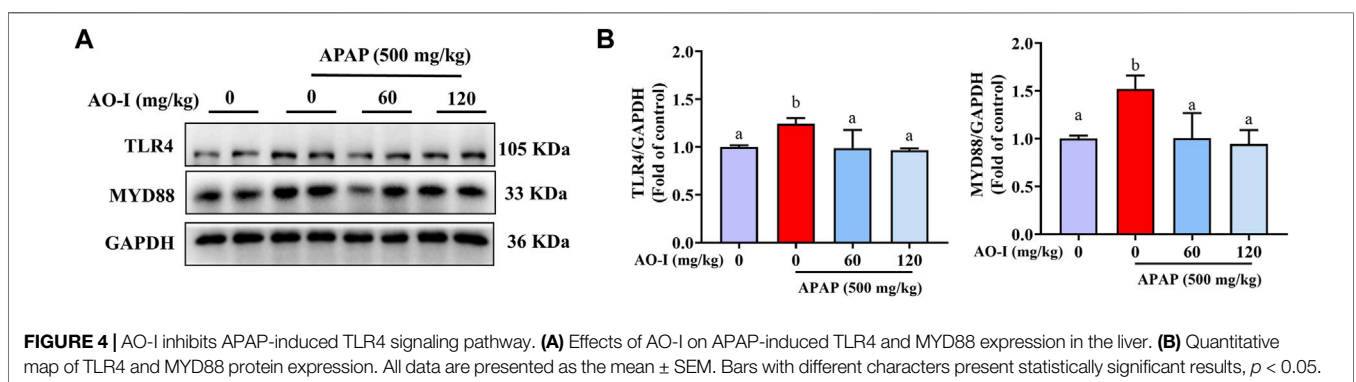 A
APAP (500 mg/kg)
AO-I (mg/kg) 0 0 60 120
TLR4 105 KDa
MYD88 33 KDa
GAPDH 36 KDa
B
TLR4/GAPDH
(Fold of control)
2.0
1.5
1.0
0.5
0.0
a b a a
AO-I (mg/kg) 0 0 60 120
APAP (500 mg/kg)
MYD88/GAPDH
(Fold of control)
2.0
1.5
1.0
0.5
0.0
a b a a
AO-I (mg/kg) 0 0 60 120
APAP (500 mg/kg)
FIGURE 4 | AO-I inhibits APAP-induced TLR4 signaling pathway. (A) Effects of AO-I on APAP-induced TLR4 and MYD88 expression in the liver. (B) Quantitative
map of TLR4 and MYD88 protein expression. All data are presented as the mean ± SEM. Bars with different characters present statistically significant results, p < 0.05.